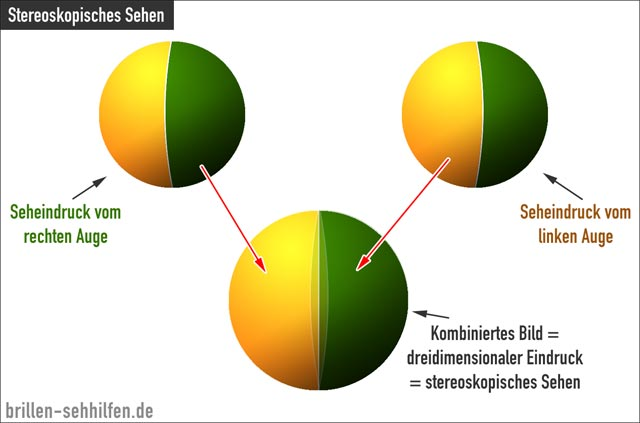 Stereoskopisches Sehen
Seheindruck vom
rechten Auge
Seheindruck vom
linken Auge
Kombiniertes Bild =
dreidimensionaler Eindruck
= stereoskopisches Sehen
brillen-sehhilfen.de